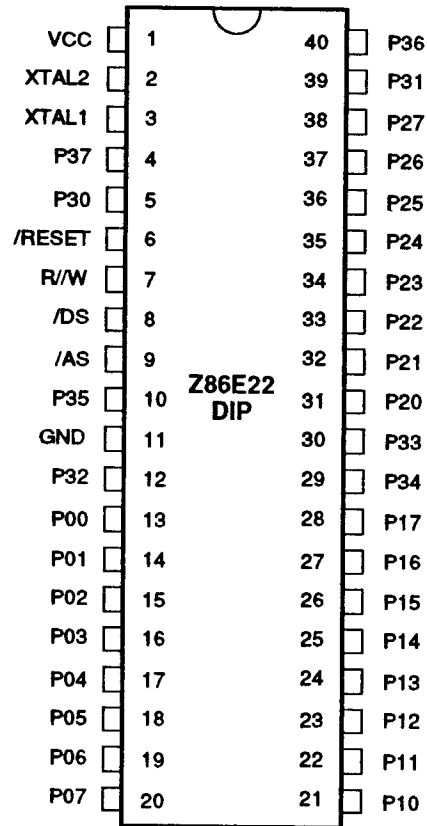 VCC 1 40 P36
XTAL2 2 39 P31
XTAL1 3 38 P27
P37 4 37 P26
P30 5 36 P25
/RESET 6 35 P24
R//W 7 34 P23
/DS 8 33 P22
/AS 9 32 P21
Z86E22
P35 10 31 P20
DIP
GND 11 30 P33
P32 12 29 P34
P00 13 28 P17
P01 14 27 P16
P02 15 26 P15
P03 16 25 P14
P04 17 24 P13
P05 18 23 P12
P06 19 22 P11
P07 20 21 P10